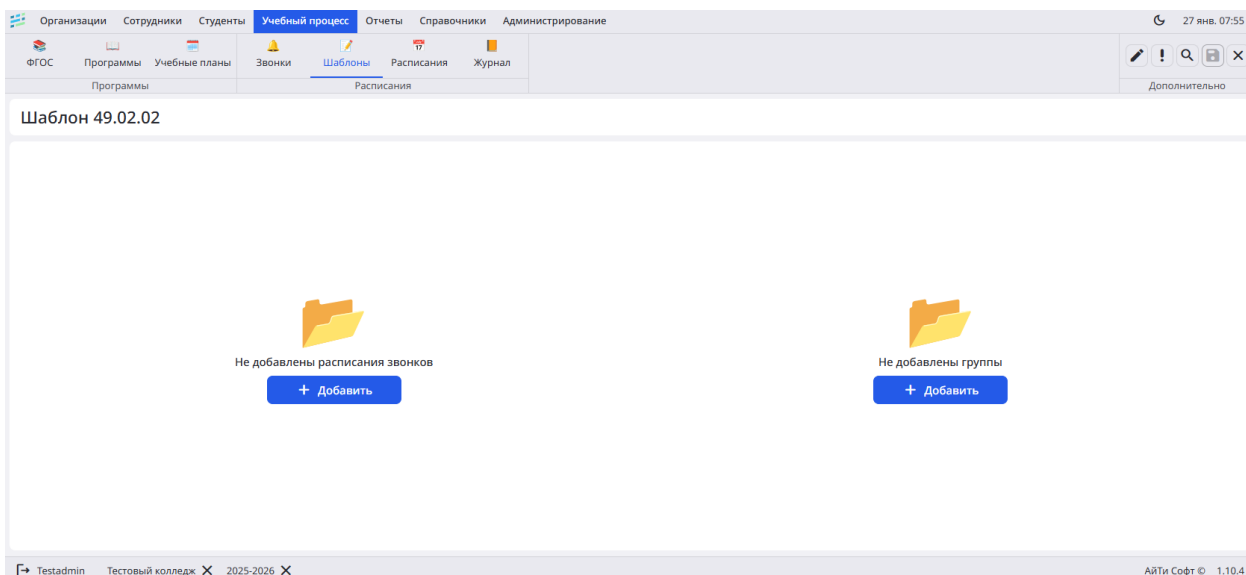 Организации Сотрудники Студенты Учебный процесс Отчеты Справочники Администрирование 27 янв. 07:55
ФГОС Программы Учебные планы Звонки Шаблоны Расписания Журнал
Программы Расписания Дополнительно
Шаблон 49.02.02
Не добавлены расписания звонков Не добавлены группы
+ Добавить + Добавить
Testadmin Тестовый колледж X 2025-2026 X АйТи Софт © 1.10.4